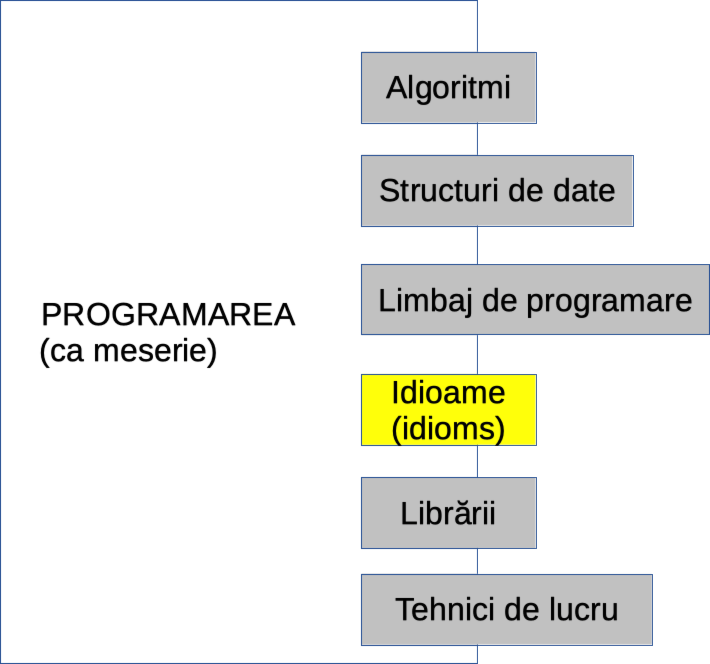 Algoritmi
Structuri de date
Limbaj de programare
PROGRAMAREA
(ca meserie)
Idioame
(idioms)
Librării
Tehnici de lucru